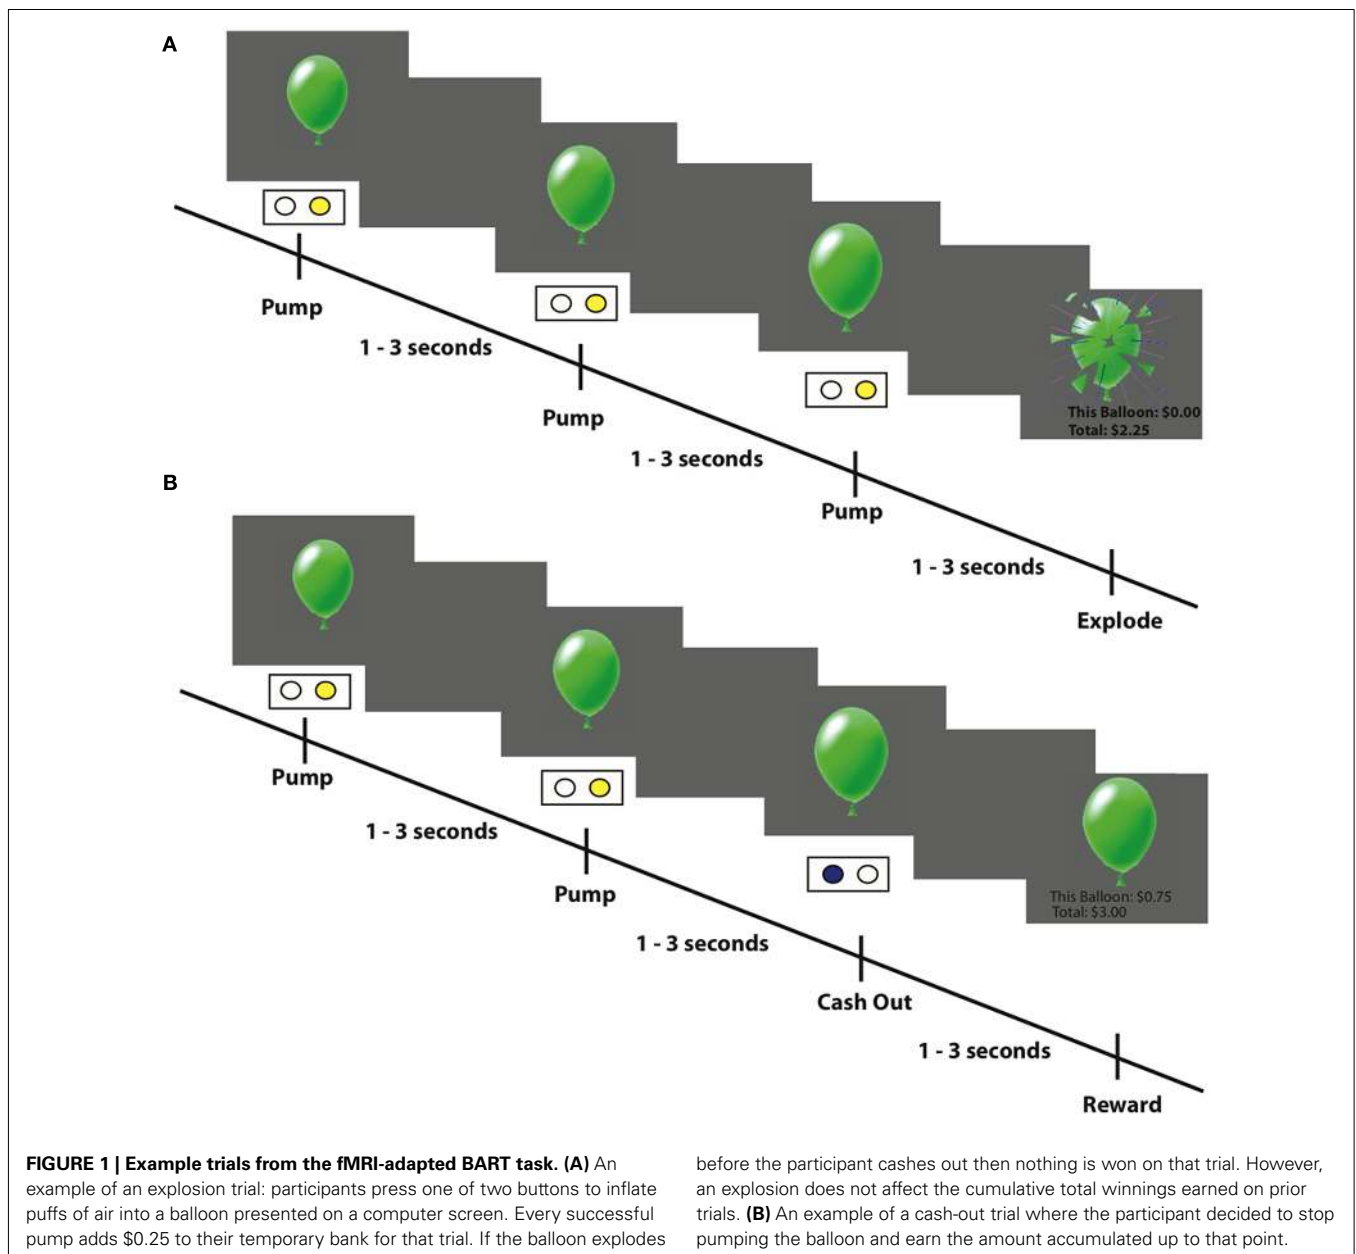 A
Pump
1 - 3 seconds
Pump
1 - 3 seconds
Pump
1 - 3 seconds
Explode
This Balloon: $0.00
Total: $2.25
B
Pump
1 - 3 seconds
Pump
1 - 3 seconds
Cash Out
1 - 3 seconds
Reward
This Balloon: $0.75
Total: $3.00
FIGURE 1 | Example trials from the fMRI-adapted BART task. (A) An
example of an explosion trial: participants press one of two buttons to inflate
puffs of air into a balloon presented on a computer screen. Every successful
pump adds $0.25 to their temporary bank for that trial. If the balloon explodes
before the participant cashes out then nothing is won on that trial. However,
an explosion does not affect the cumulative total winnings earned on prior
trials. (B) An example of a cash-out trial where the participant decided to stop
pumping the balloon and earn the amount accumulated up to that point.